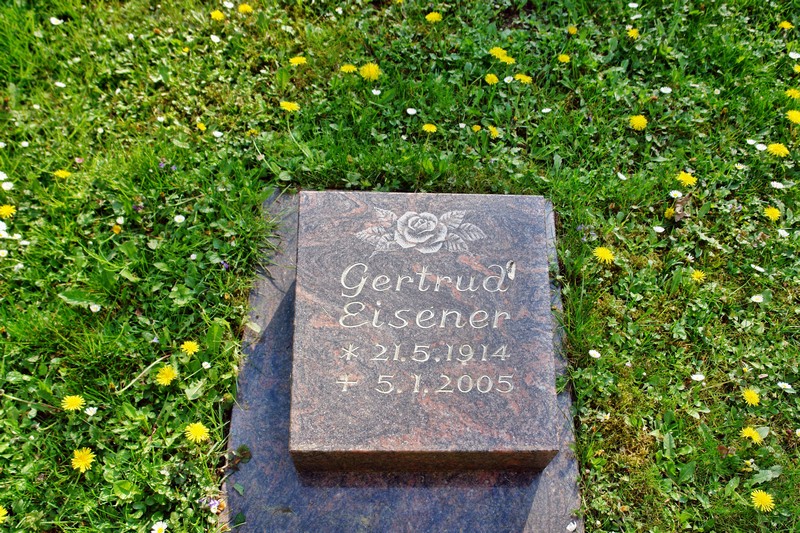 Gertrud
Eisener
* 21.5.1914
+ 5.1.2005